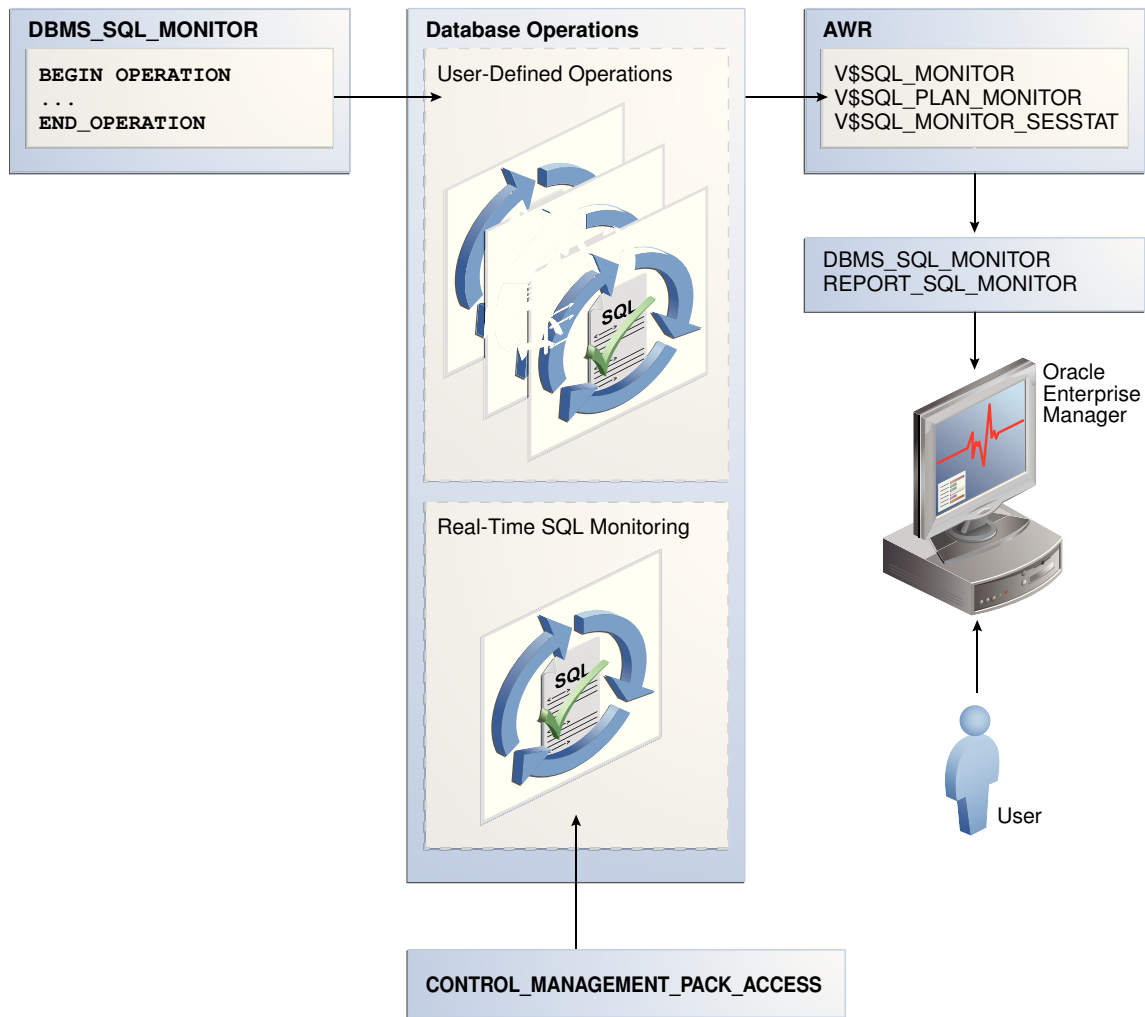 DBMS_SQL_MONITOR
BEGIN OPERATION
...
END_OPERATION
Database Operations
User-Defined Operations
SQL
Real-Time SQL Monitoring
SQL
CONTROL_MANAGEMENT_PACK_ACCESS
AWR
V$SQL_MONITOR
V$SQL_PLAN_MONITOR
V$SQL_MONITOR_SESSTAT
DBMS_SQL_MONITOR
REPORT_SQL_MONITOR
Oracle
Enterprise
Manager
User